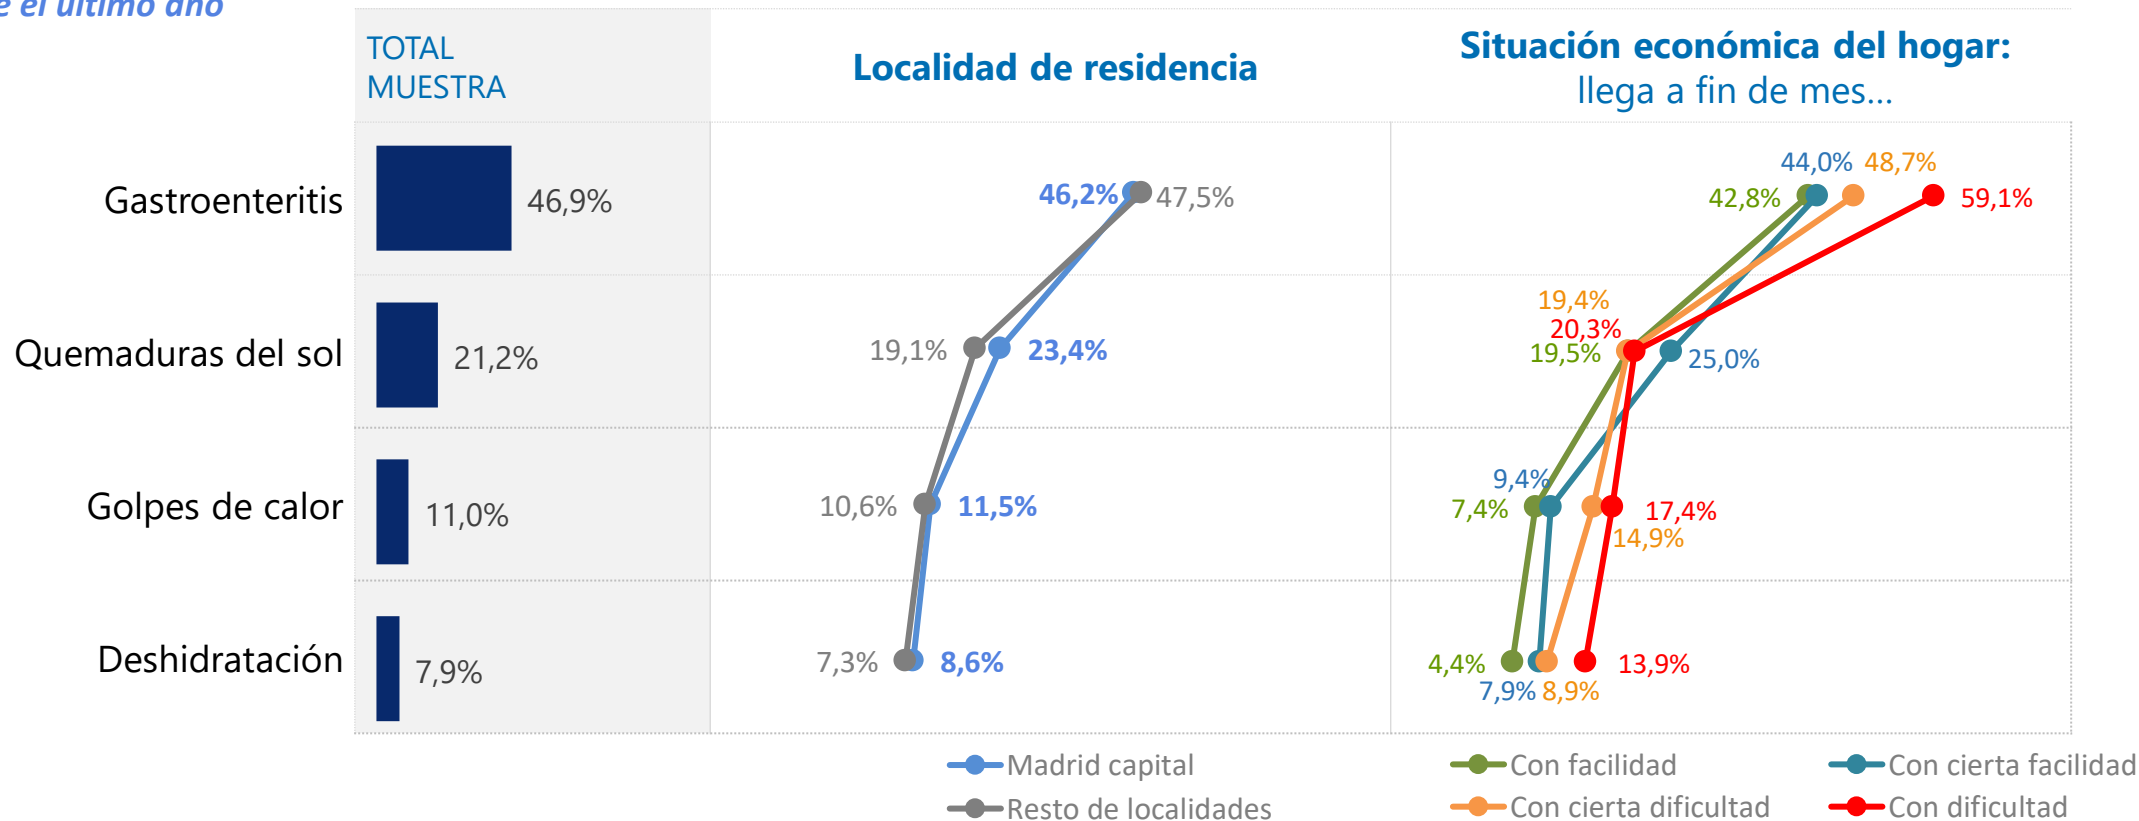 el último año
TOTAL
MUESTRA
Localidad de residencia
Situación económica del hogar:
llega a fin de mes...
Gastroenteritis
46,9%
46,2%
47,5%
42,8%
44,0%
48,7%
59,1%
Quemaduras del sol
21,2%
19,1%
23,4%
19,4%
20,3%
19,5%
25,0%
Golpes de calor
11,0%
10,6%
11,5%
9,4%
7,4%
17,4%
14,9%
Deshidratación
7,9%
7,3%
8,6%
4,4%
7,9%
8,9%
13,9%
Madrid capital
Resto de localidades
Con facilidad
Con cierta facilidad
Con cierta dificultad
Con dificultad